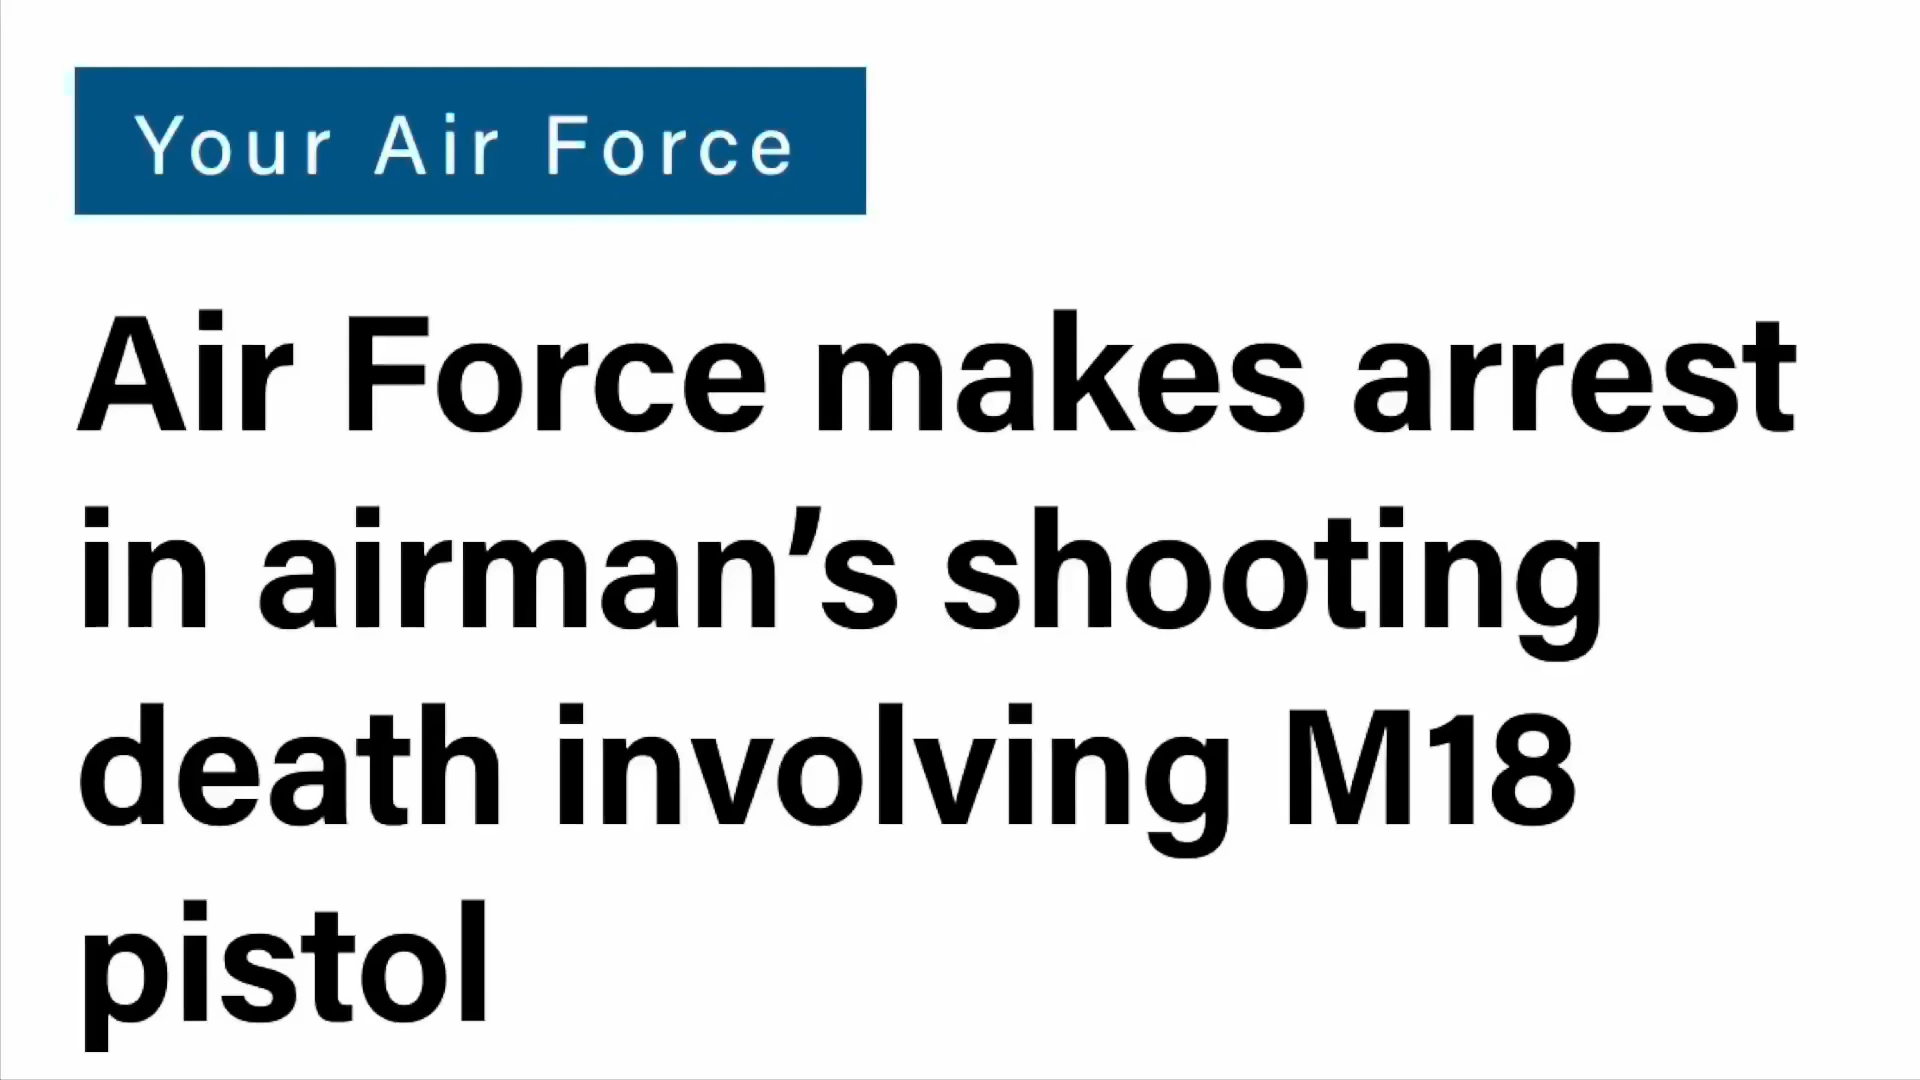 Your Air Force
Air Force makes arrest
in airman’s shooting
death involving M18
pistol